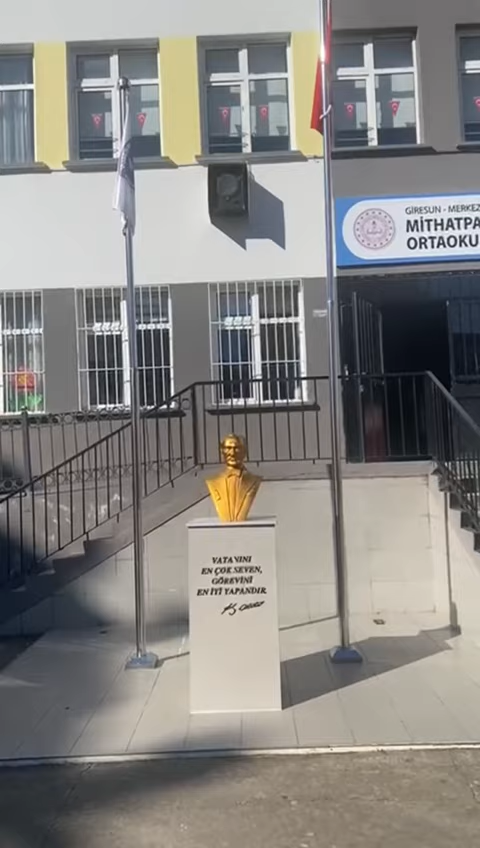 GİRESUN - MERKEZ
MİTHATPA
ORTAOKU
VATANINI
EN ÇOK SEVEN,
GÖREVİNİ
EN İYİ YAPANDIR.